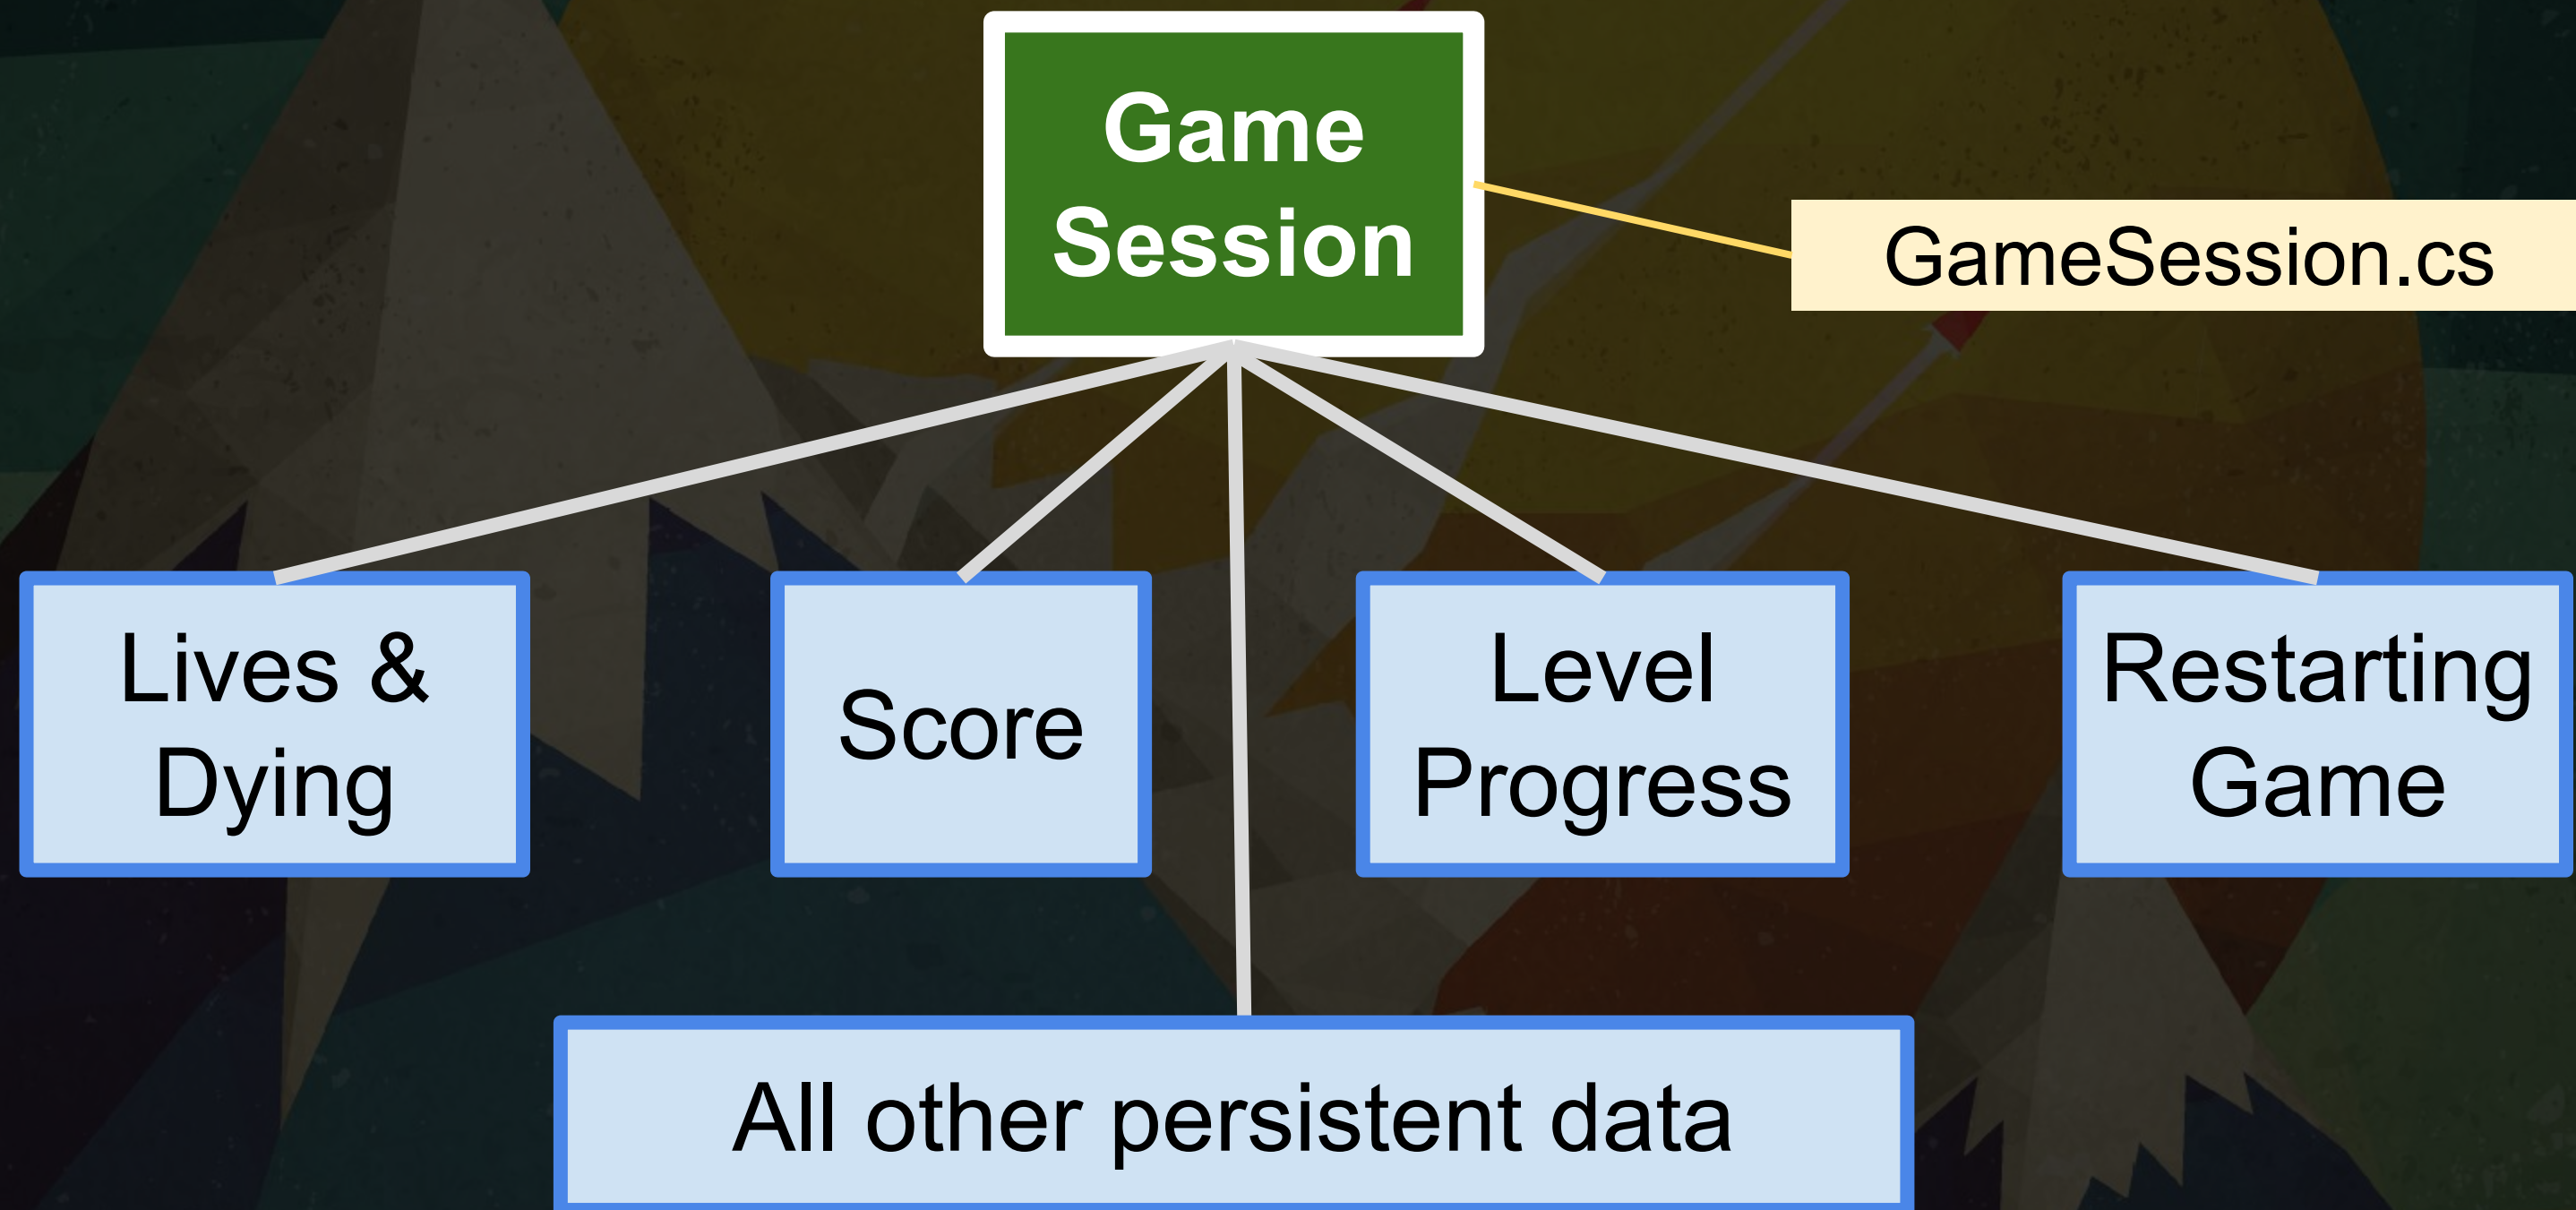 Game
Session
GameSession.cs
Lives &
Dying
Score
Level
Progress
Restarting
Game
All other persistent data